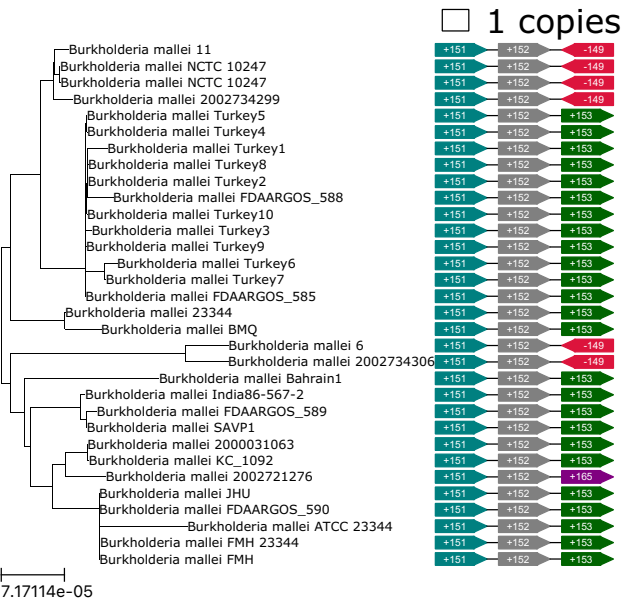 1 copies
Burkholderia mallei 11 +151 +152 -149
Burkholderia mallei NCTC 10247 +151 +152 -149
Burkholderia mallei NCTC 10247 +151 +152 -149
Burkholderia mallei 2002734299 +151 +152 -149
Burkholderia mallei Turkey5 +151 +152 +153
Burkholderia mallei Turkey4 +151 +152 +153
Burkholderia mallei Turkey1 +151 +152 +153
Burkholderia mallei Turkey8 +151 +152 +153
Burkholderia mallei Turkey2 +151 +152 +153
Burkholderia mallei FDAARGOS_588 +151 +152 +153
Burkholderia mallei Turkey10 +151 +152 +153
Burkholderia mallei Turkey3 +151 +152 +153
Burkholderia mallei Turkey9 +151 +152 +153
Burkholderia mallei Turkey6 +151 +152 +153
Burkholderia mallei Turkey7 +151 +152 +153
Burkholderia mallei FDAARGOS_585 +151 +152 +153
Burkholderia mallei 23344 +151 +152 +153
Burkholderia mallei BMQ +151 +152 +153
Burkholderia mallei 6 +151 +152 -149
Burkholderia mallei 2002734306 +151 +152 -149
Burkholderia mallei Bahrain1 +151 +152 +153
Burkholderia mallei India86-567-2 +151 +152 +153
Burkholderia mallei FDAARGOS_589 +151 +152 +153
Burkholderia mallei SAVP1 +151 +152 +153
Burkholderia mallei 2000031063 +151 +152 +153
Burkholderia mallei KC_1092 +151 +152 +153
Burkholderia mallei 2002721276 +151 +152 +165
Burkholderia mallei JHU +151 +152 +153
Burkholderia mallei FDAARGOS_590 +151 +152 +153
Burkholderia mallei ATCC 23344 +151 +152 +153
Burkholderia mallei FMH 23344 +151 +152 +153
Burkholderia mallei FMH +151 +152 +153
7.17114e-05